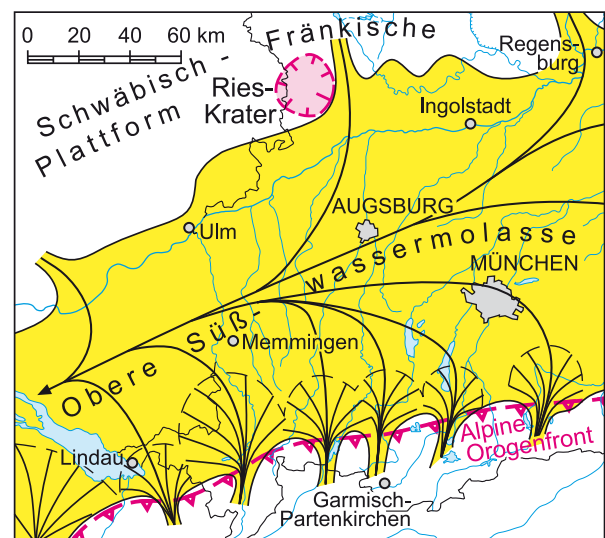 0 20 40 60 km
Schwäbisch - Fränkische
Plattform
Regens-
burg
Ries-
Krater
Ingolstadt
AUGSBURG
Ulm
Obere Süß- wassermolasse
MÜNCHEN
Memmingen
Alpine
Orogenfront
Lindau
Garmisch-
Partenkirchen